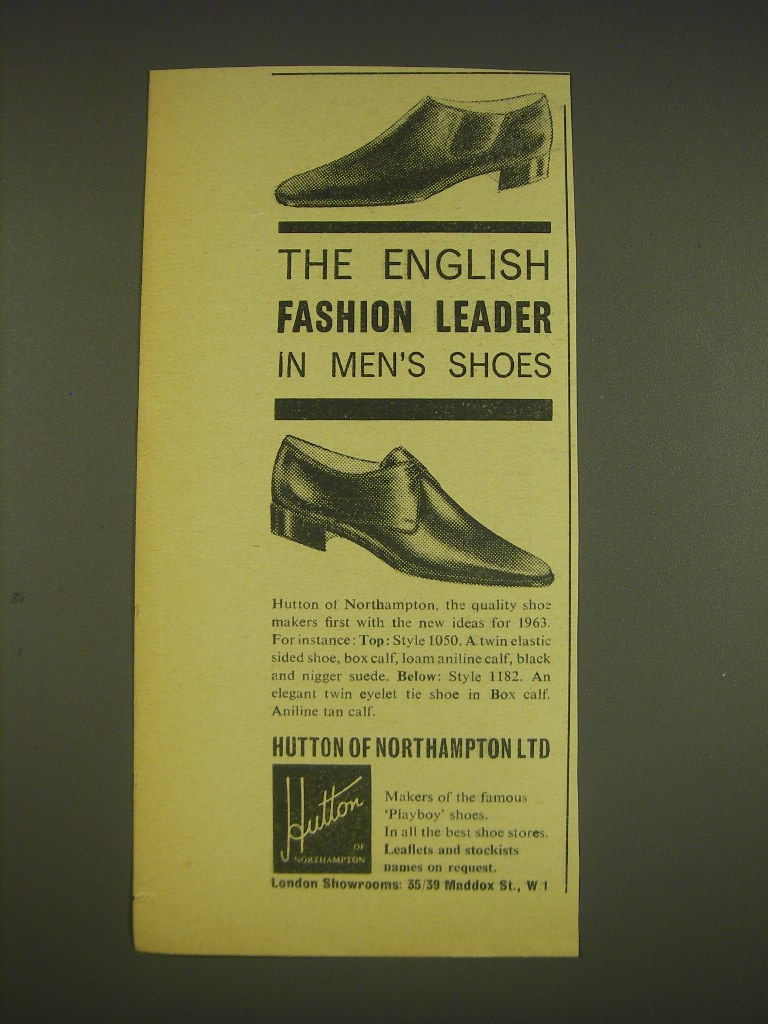 THE ENGLISH
FASHION LEADER
IN MEN'S SHOES
Hutton of Northampton, the quality shoe
makers first with the new ideas for 1963.
For instance: Top: Style 1050. A twin elastic
sided shoe, box calf, loam aniline calf, black
and nigger suede. Below: Style 1182. An
elegant twin eyelet tie shoe in Box calf.
Aniline tan calf.
HUTTON OF NORTHAMPTON LTD
Hutton
OF
NORTHAMPTON
Makers of the famous
'Playboy' shoes.
In all the best shoe stores.
Leaflets and stockists
names on request.
London Showrooms: 35/39 Maddox St., W.1